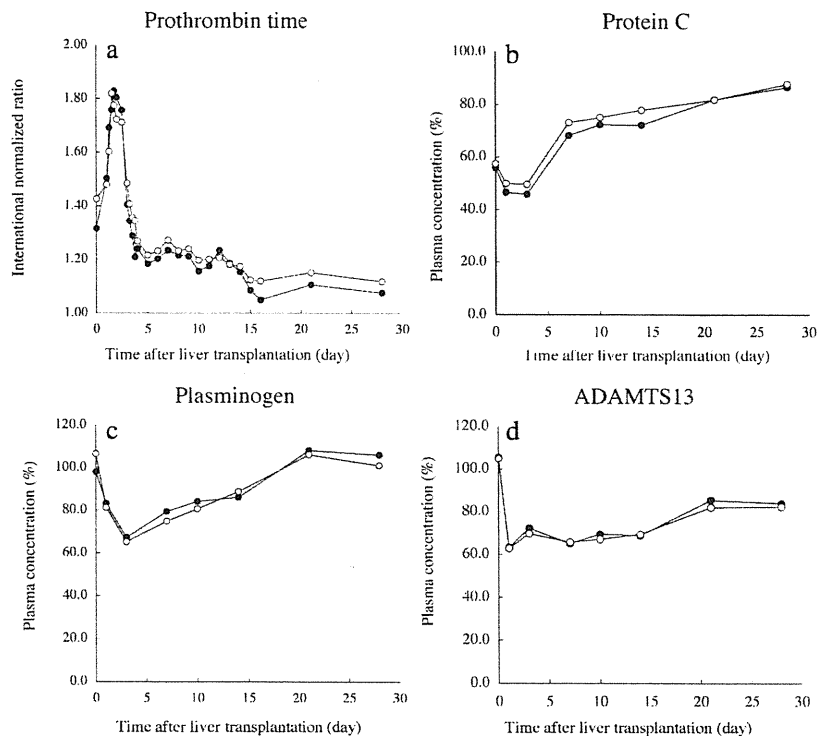 Prothrombin time
a
International normalized ratio
2.00
1.80
1.60
1.40
1.20
1.00
0 5 10 15 20 25 30
Time after liver transplantation (day)
Protein C
b
Plasma concentration (%)
100.0
80.0
60.0
40.0
20.0
0.0
0 5 10 15 20 25 30
Time after liver transplantation (day)
Plasminogen
c
Plasma concentration (%)
120.0
100.0
80.0
60.0
40.0
20.0
0.0
0 5 10 15 20 25 30
Time after liver transplantation (day)
ADAMTS13
d
Plasma concentration (%)
120.0
100.0
80.0
60.0
40.0
20.0
0.0
0 5 10 15 20 25 30
Time after liver transplantation (day)